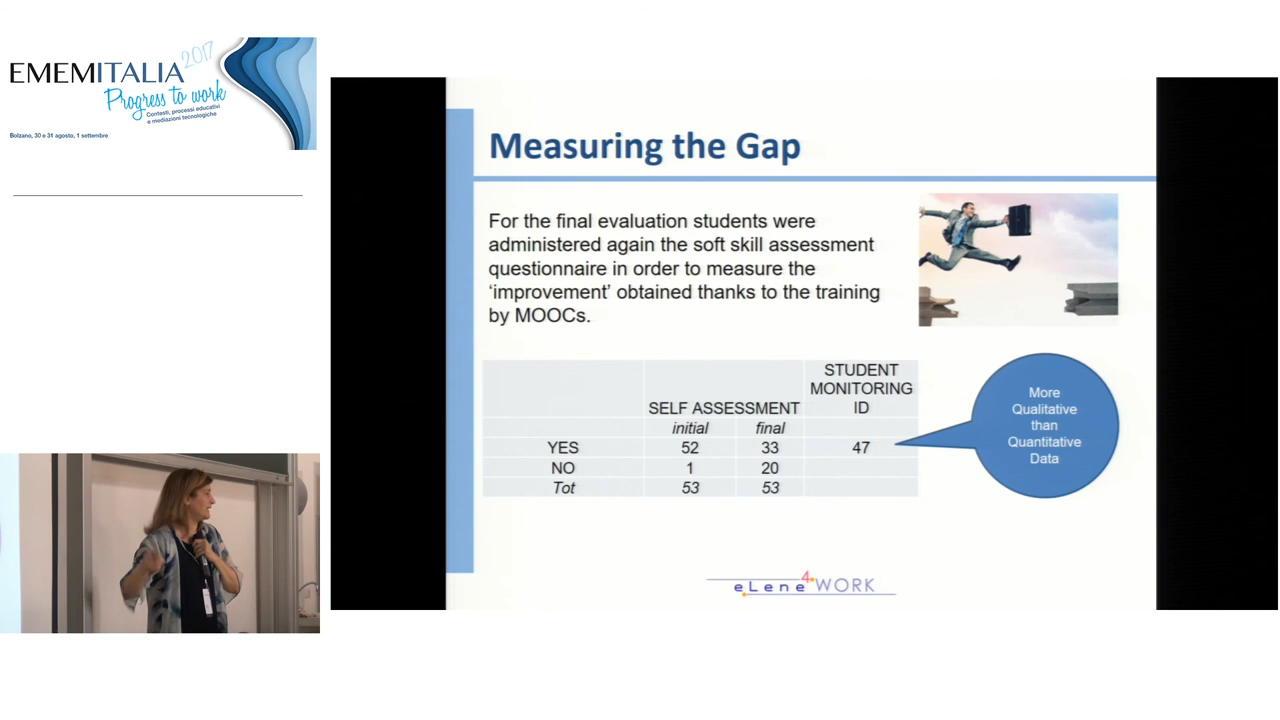 EMEMITALIA 2017
Progress to work
Contesti, processi educativi
e mediazioni tecnologiche
Bolzano, 30 e 31 agosto, 1 settembre
Measuring the Gap
For the final evaluation students were
administered again the soft skill assessment
questionnaire in order to measure the
‘improvement’ obtained thanks to the training
by MOOCs.
STUDENT
MONITORING
SELF ASSESSMENT ID
initial final
YES 52 33 47
NO 1 20
Tot 53 53
More
Qualitative
than
Quantitative
Data
eLene4WORK